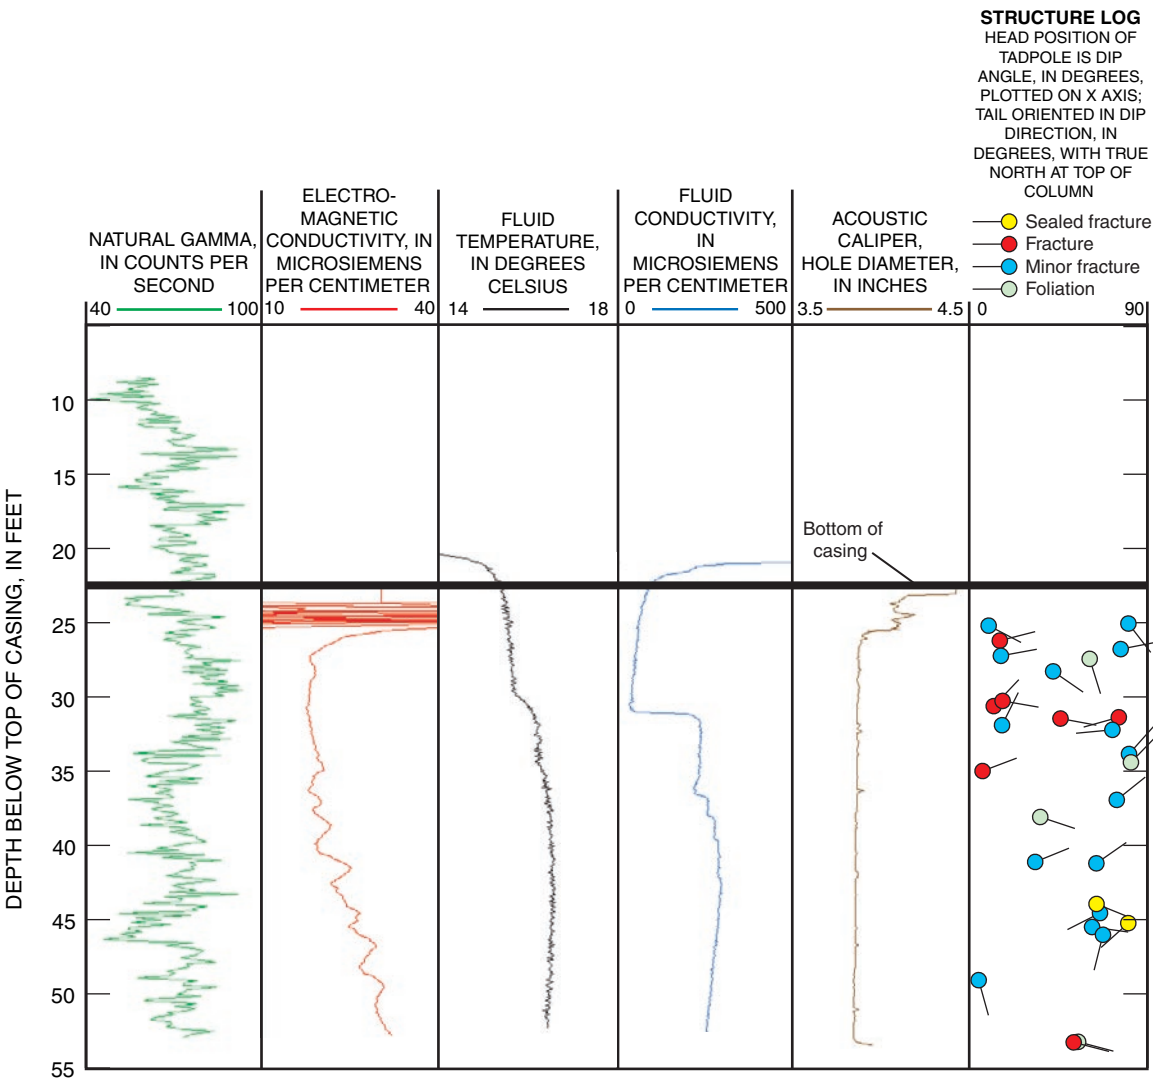 STRUCTURE LOG
HEAD POSITION OF
TADPOLE IS DIP
ANGLE, IN DEGREES,
PLOTTED ON X AXIS;
TAIL ORIENTED IN DIP
DIRECTION, IN
DEGREES, WITH TRUE
NORTH AT TOP OF
COLUMN
Sealed fracture
Fracture
Minor fracture
Foliation
0 90
NATURAL GAMMA,
IN COUNTS PER
SECOND
40 100
ELECTRO-
MAGNETIC
CONDUCTIVITY, IN
MICROSIEMENS
PER CENTIMETER
10 40
FLUID
TEMPERATURE,
IN DEGREES
CELSIUS
14 18
FLUID
CONDUCTIVITY,
IN
MICROSIEMENS
PER CENTIMETER
0 500
ACOUSTIC
CALIPER,
HOLE DIAMETER,
IN INCHES
3.5 4.5
DEPTH BELOW TOP OF CASING, IN FEET
10
15
20
25
30
35
40
45
50
55
Bottom of
casing